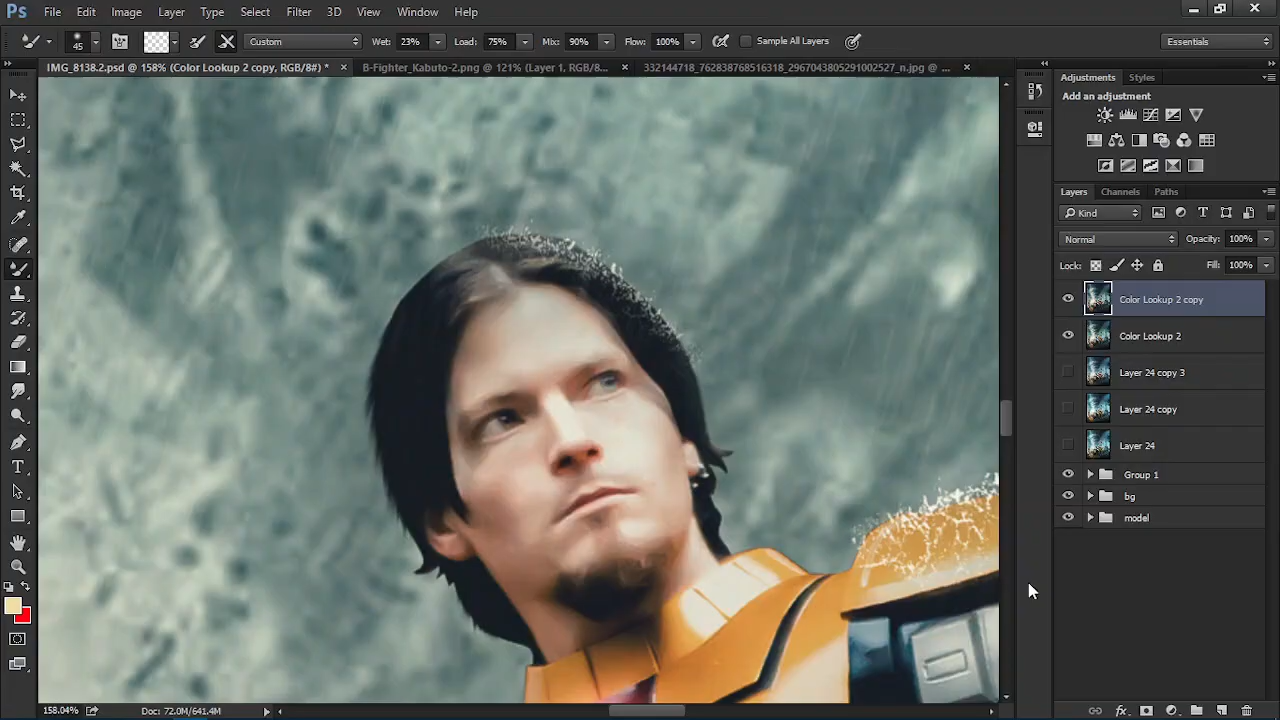 Ps File Edit Image Layer Type Select Filter 3D View Window Help
45 Custom Wet: 23% Load: 75% Mix: 90% Flow: 100% Sample All Layers Essentials
IMG_8138.psd @ 158% (Color Lookup 2 copy, RGB/8#) * × B-Fighter_Kabuto-2.png @ 121% (Layer 1, RGB/8... × 332144718_762838768516318_2967043805291002527_n.jpg @ ... ×
Adjustments Styles
Add an adjustment
Layers Channels Paths
Kind
Normal Opacity: 100%
Lock: Fill: 100%
Color Lookup 2 copy
Color Lookup 2
Layer 24 copy 3
Layer 24 copy
Layer 24
Group 1
bg
model
158.04% Doc: 72.0M/641.4M